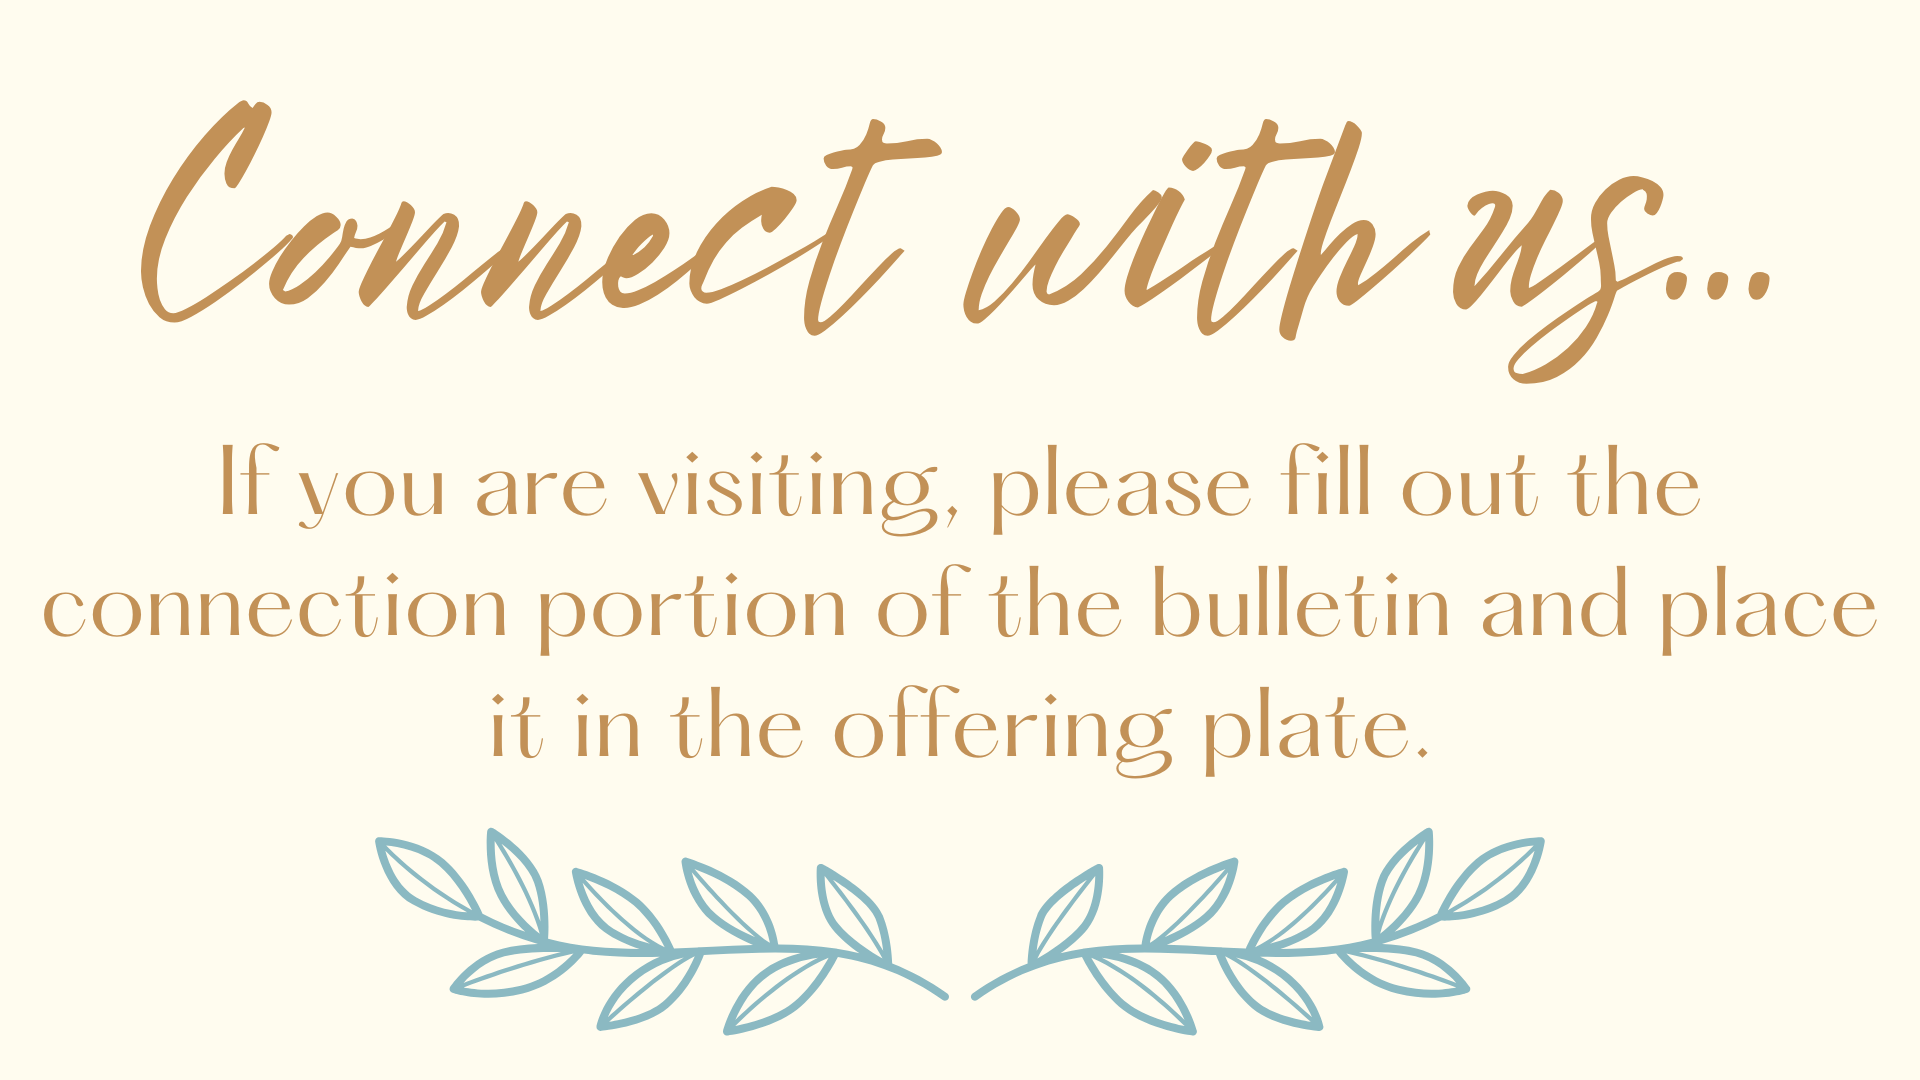 Connect with us...
If you are visiting, please fill out the
connection portion of the bulletin and place
it in the offering plate.